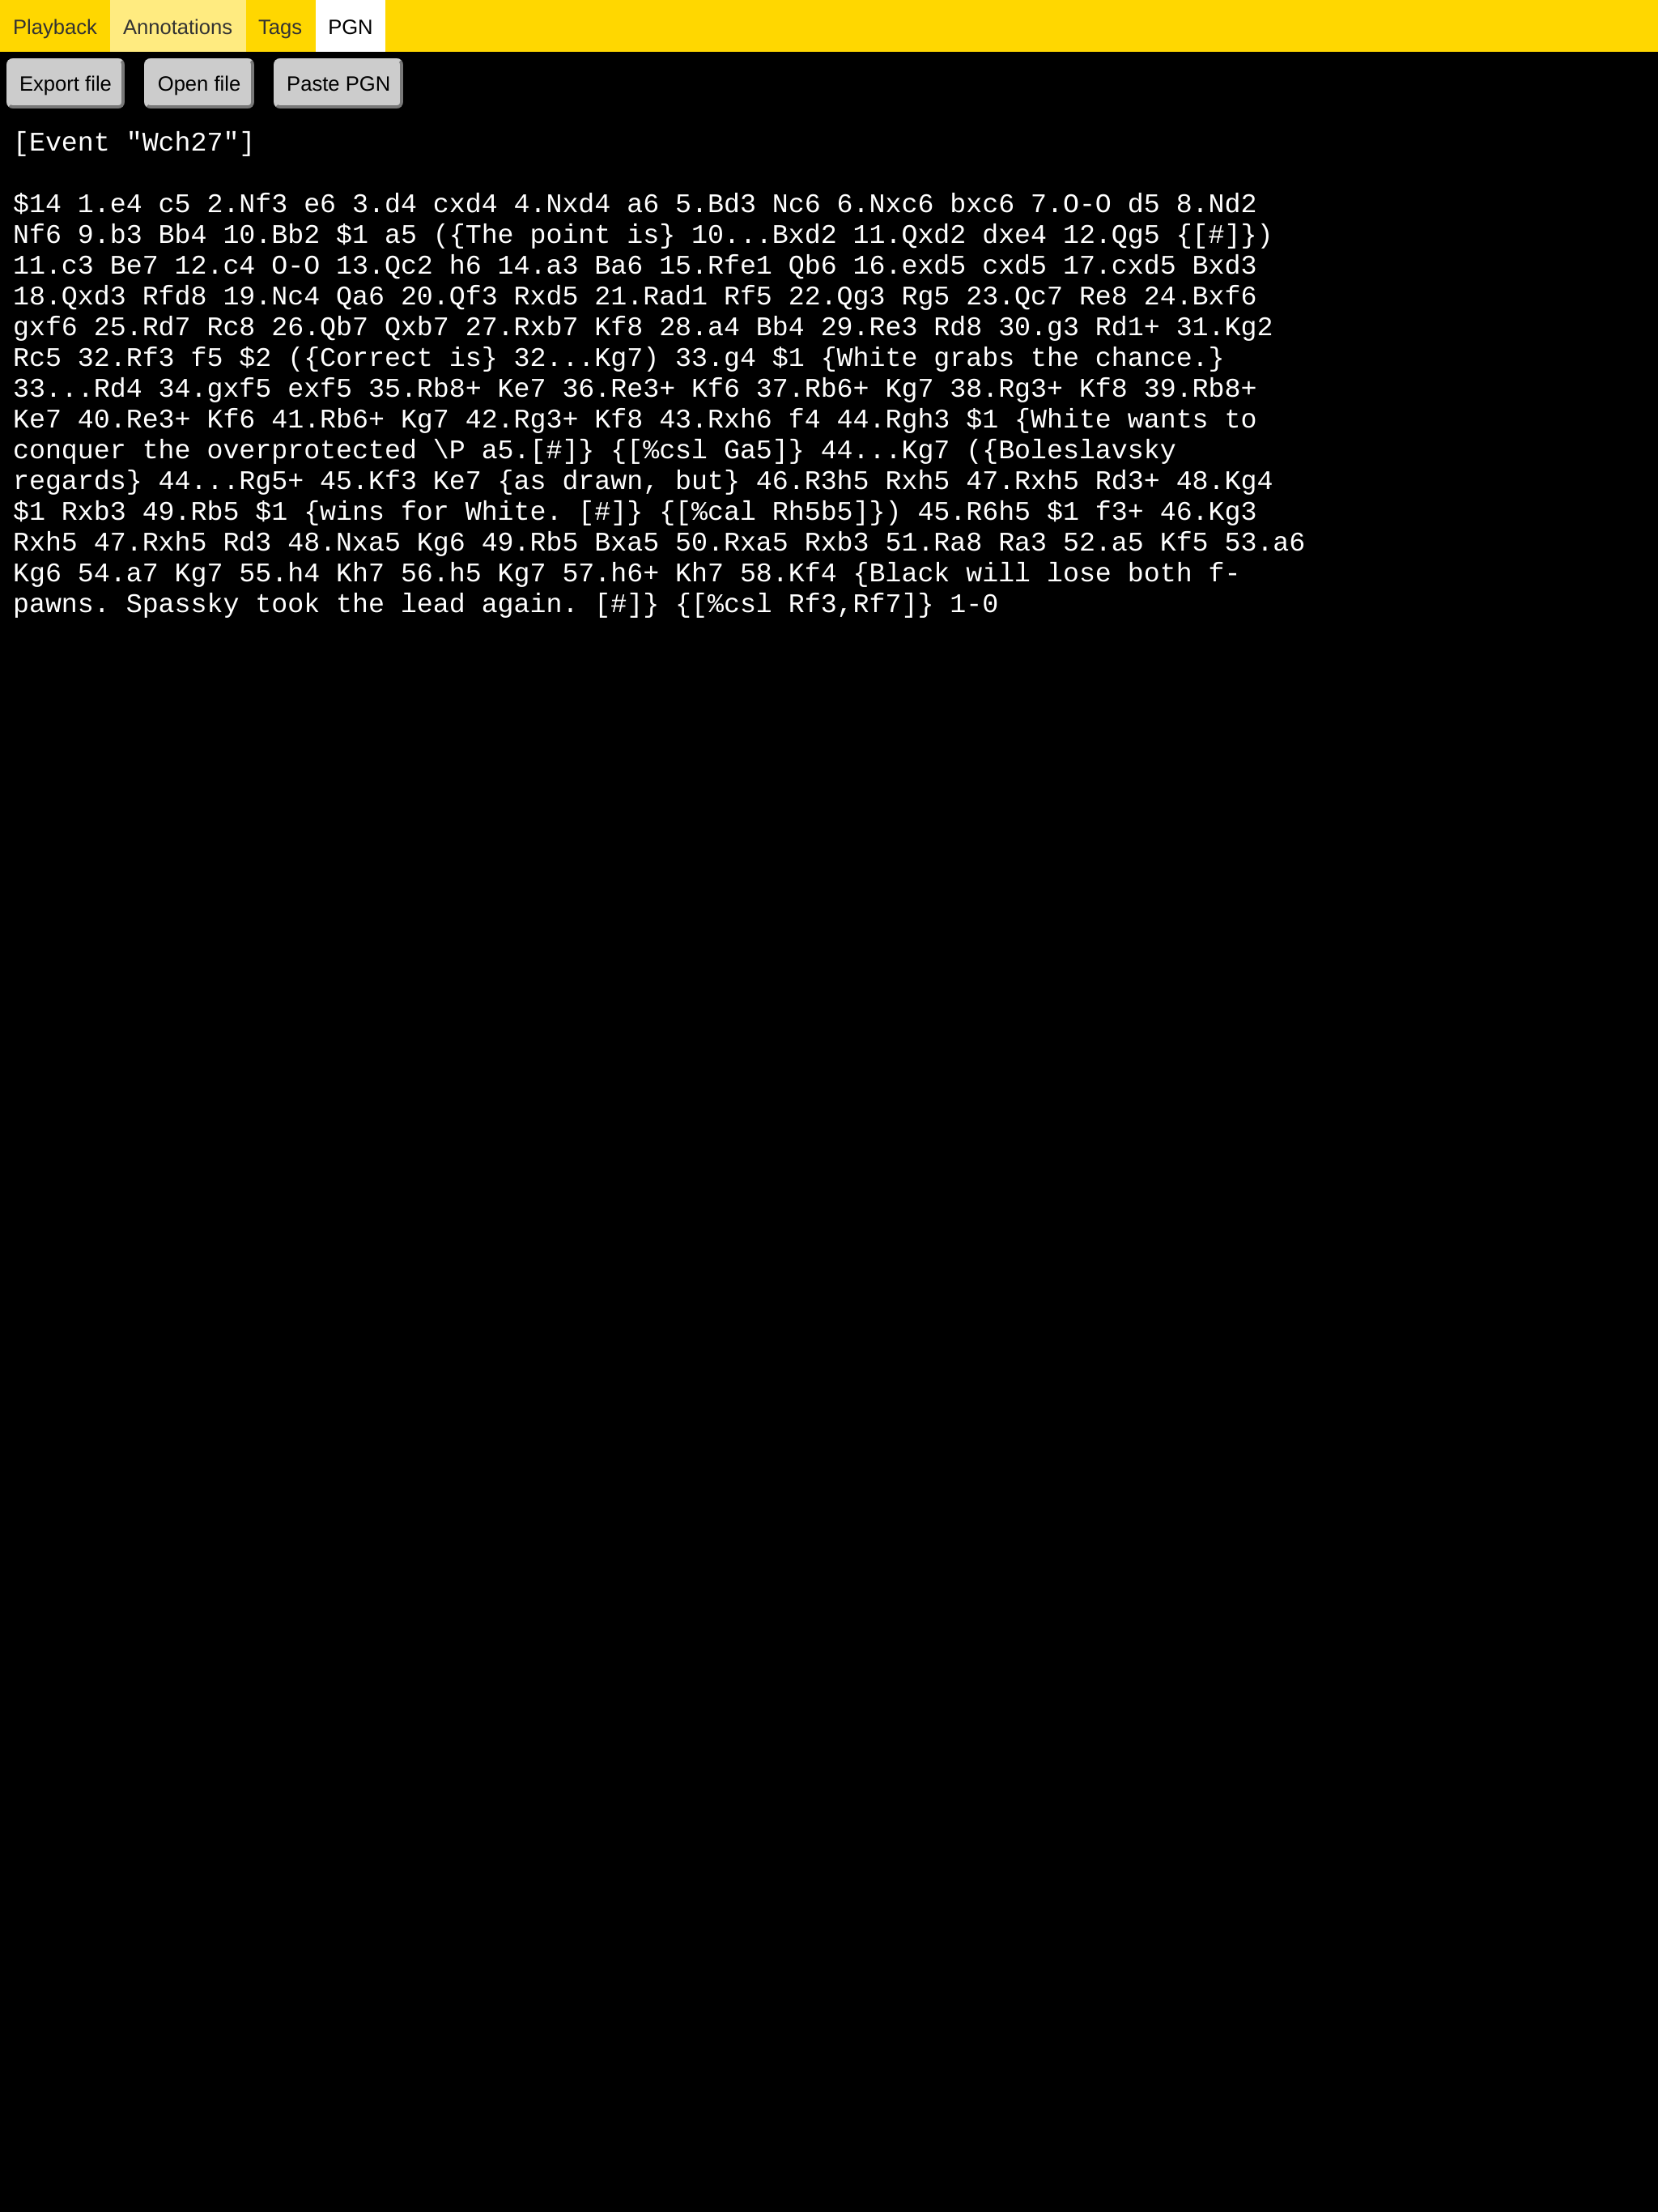 Playback Annotations Tags PGN
Export file Open file Paste PGN
[Event "Wch27"]
$14 1.e4 c5 2.Nf3 e6 3.d4 cxd4 4.Nxd4 a6 5.Bd3 Nc6 6.Nxc6 bxc6 7.O-O d5 8.Nd2
Nf6 9.b3 Bb4 10.Bb2 $1 a5 ({The point is} 10...Bxd2 11.Qxd2 dxe4 12.Qg5 {[#]})
11.c3 Be7 12.c4 O-O 13.Qc2 h6 14.a3 Ba6 15.Rfe1 Qb6 16.exd5 cxd5 17.cxd5 Bxd3
18.Qxd3 Rfd8 19.Nc4 Qa6 20.Qf3 Rxd5 21.Rad1 Rf5 22.Qg3 Rg5 23.Qc7 Re8 24.Bxf6
gxf6 25.Rd7 Rc8 26.Qb7 Qxb7 27.Rxb7 Kf8 28.a4 Bb4 29.Re3 Rd8 30.g3 Rd1+ 31.Kg2
Rc5 32.Rf3 f5 $2 ({Correct is} 32...Kg7) 33.g4 $1 {White grabs the chance.}
33...Rd4 34.gxf5 exf5 35.Rb8+ Ke7 36.Re3+ Kf6 37.Rb6+ Kg7 38.Rg3+ Kf8 39.Rb8+
Ke7 40.Re3+ Kf6 41.Rb6+ Kg7 42.Rg3+ Kf8 43.Rxh6 f4 44.Rgh3 $1 {White wants to
conquer the overprotected \P a5.[#]} {[%csl Ga5]} 44...Kg7 ({Boleslavsky
regards} 44...Rg5+ 45.Kf3 Ke7 {as drawn, but} 46.R3h5 Rxh5 47.Rxh5 Rd3+ 48.Kg4
$1 Rxb3 49.Rb5 $1 {wins for White. [#]} {[%cal Rh5b5]}) 45.R6h5 $1 f3+ 46.Kg3
Rxh5 47.Rxh5 Rd3 48.Nxa5 Kg6 49.Rb5 Bxa5 50.Rxa5 Rxb3 51.Ra8 Ra3 52.a5 Kf5 53.a6
Kg6 54.a7 Kg7 55.h4 Kh7 56.h5 Kg7 57.h6+ Kh7 58.Kf4 {Black will lose both f-
pawns. Spassky took the lead again. [#]} {[%csl Rf3,Rf7]} 1-0